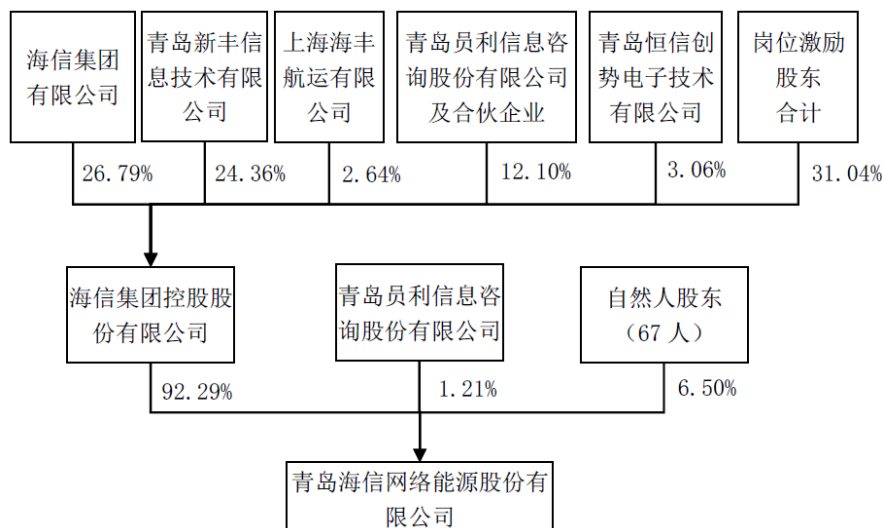 海信集团
有限公司
青岛新丰信
息技术有限
公司
上海海丰
航运有限
公司
青岛员利信息咨
询股份有限公司
及合伙企业
青岛恒信创
势电子技术
有限公司
岗位激励
股东
合计
26.79%
24.36%
2.64%
12.10%
3.06%
31.04%
海信集团控股股
份有限公司
青岛员利信息咨
询股份有限公司
自然人股东
（67 人）
92.29%
1.21%
6.50%
青岛海信网络能源股份有
限公司